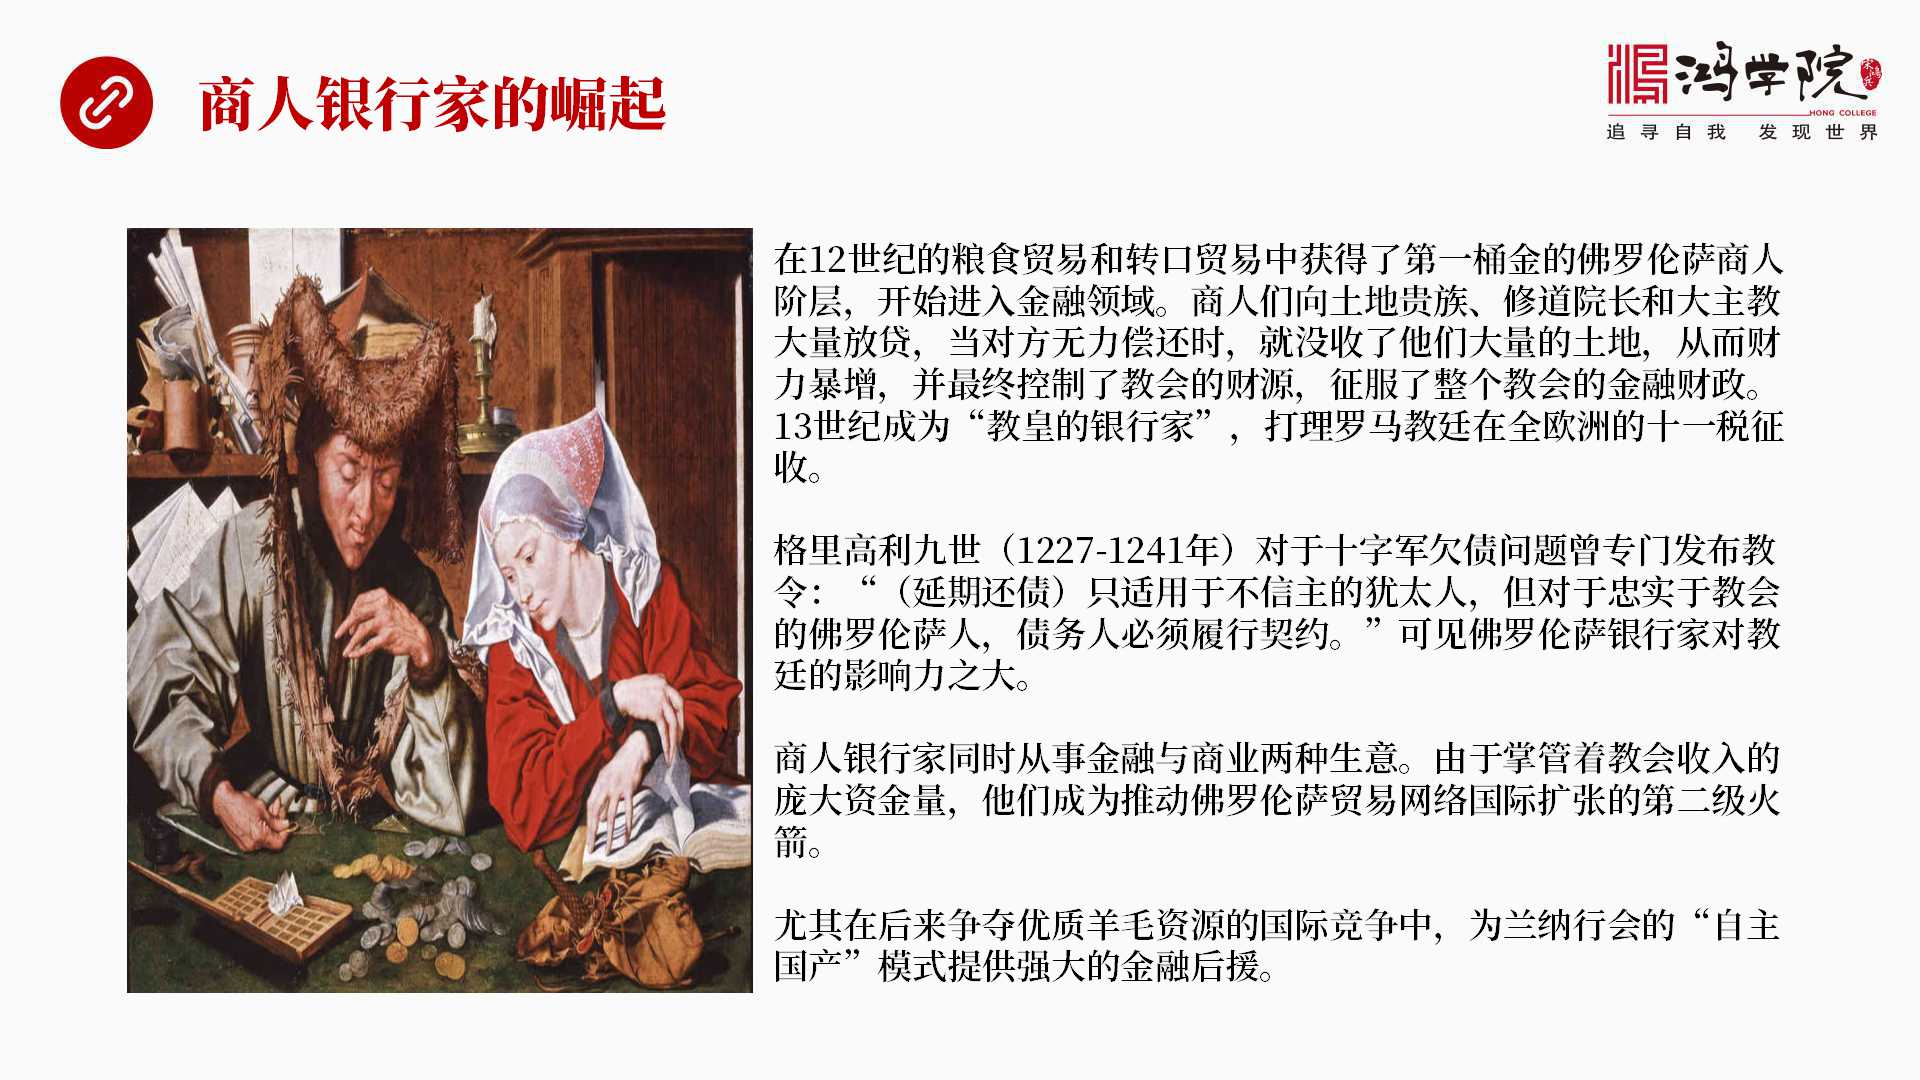 商人银行家的崛起
鸿学院
宋鸿兵
HONG COLLEGE
追寻自我 发现世界
在12世纪的粮食贸易和转口贸易中获得了第一桶金的佛罗伦萨商人
阶层，开始进入金融领域。商人们向土地贵族、修道院长和大主教
大量放贷，当对方无力偿还时，就没收了他们大量的土地，从而财
力暴增，并最终控制了教会的财源，征服了整个教会的金融财政。
13世纪成为“教皇的银行家”，打理罗马教廷在全欧洲的十一税征
收。
格里高利九世（1227-1241年）对于十字军欠债问题曾专门发布教
令：“（延期还债）只适用于不信主的犹太人，但对于忠实于教会
的佛罗伦萨人，债务人必须履行契约。”可见佛罗伦萨银行家对教
廷的影响力之大。
商人银行家同时从事金融与商业两种生意。由于掌管着教会收入的
庞大资金量，他们成为推动佛罗伦萨贸易网络国际扩张的第二级火
箭。
尤其在后来争夺优质羊毛资源的国际竞争中，为兰纳行会的“自主
国产”模式提供强大的金融后援。